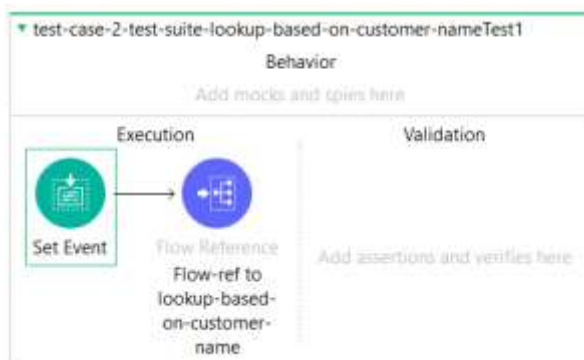 test-case-2-test-suite-lookup-based-on-customer-nameTest1
Behavior
Add mocks and spies here
Execution
Validation
Set Event
Flow Reference
Flow-ref to
lookup-based-
on-customer-
name
Add assertions and verifies here